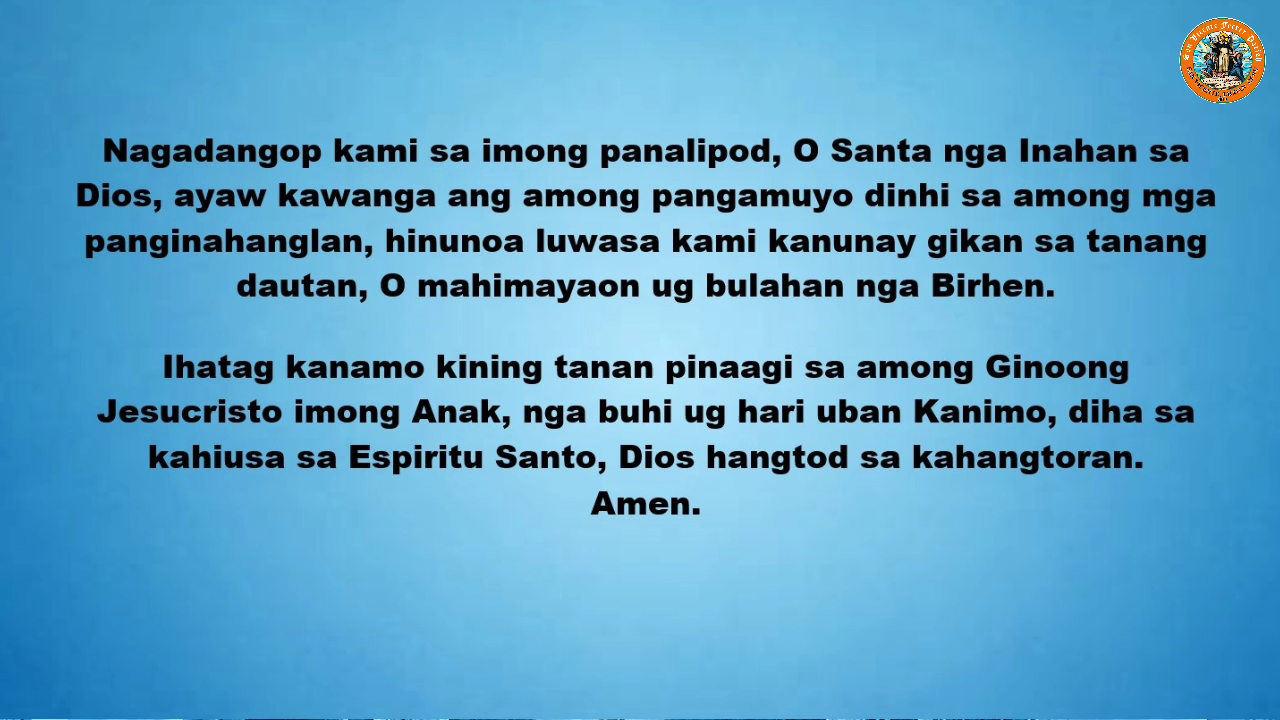 Nagadangop kami sa imong panalipod, O Santa nga Inahan sa
Dios, ayaw kawanga ang among pangamuyo dinhi sa among mga
panginahanglan, hinunoa luwasa kami kanunay gikan sa tanang
dautan, O mahimayaon ug bulahan nga Birhen.
Ihatag kanamo kining tanan pinaagi sa among Ginoong
Jesucristo imong Anak, nga buhi ug hari uban Kanimo, diha sa
kahiusa sa Espiritu Santo, Dios hangtod sa kahangtoran.
Amen.